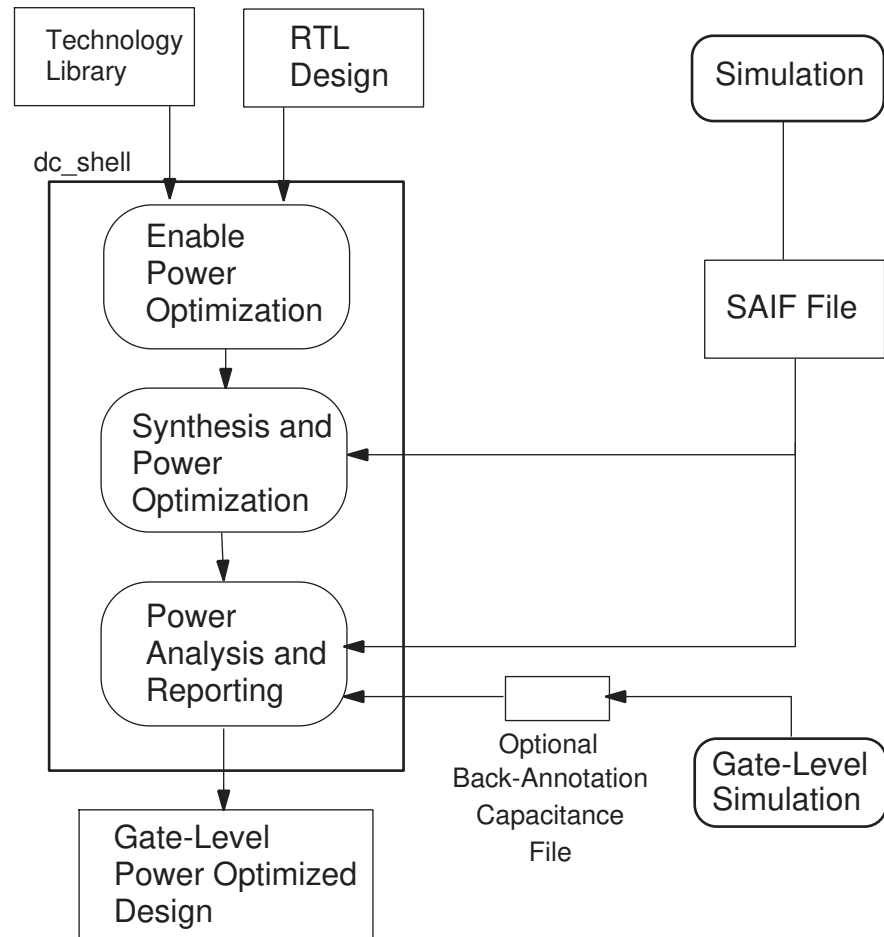 Technology
Library
RTL
Design
Simulation
dc_shell
Enable
Power
Optimization
SAIF File
Synthesis and
Power
Optimization
Power
Analysis and
Reporting
Optional
Back-Annotation
Capacitance
File
Gate-Level
Simulation
Gate-Level
Power Optimized
Design